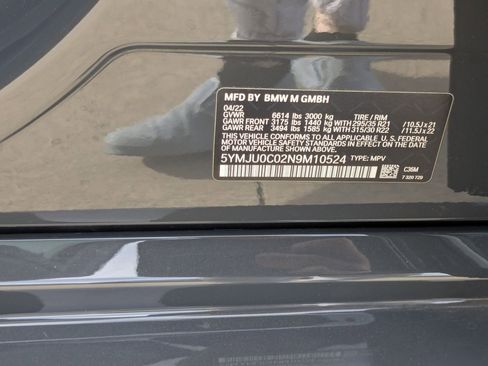 MFD BY BMW M GMBH
04/22
GVWR 6614 lbs 3000 kg TIRE / RIM
GAWR FRONT 3175 lbs 1440 kg WITH 295/35 R21 /10.5J x 21
GAWR REAR 3494 lbs 1585 kg WITH 315/30 R22 /11.5J x 22
THIS VEHICLE CONFORMS TO ALL APPLICABLE U.S. FEDERAL
MOTOR VEHICLE SAFETY STANDARDS IN EFFECT ON THE
DATE OF MANUFACTURE SHOWN ABOVE.
5YMJU0C02N9M10524 TYPE: MPV
C36M
7 320 723